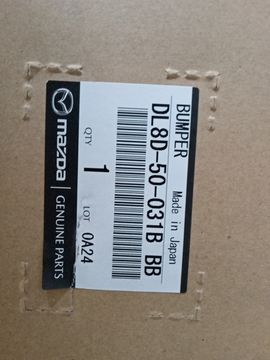 BUMPER
Made in Japan
DL8D-50-031B BB
QTY
1
LOT
0A24
mazda
GENUINE PARTS